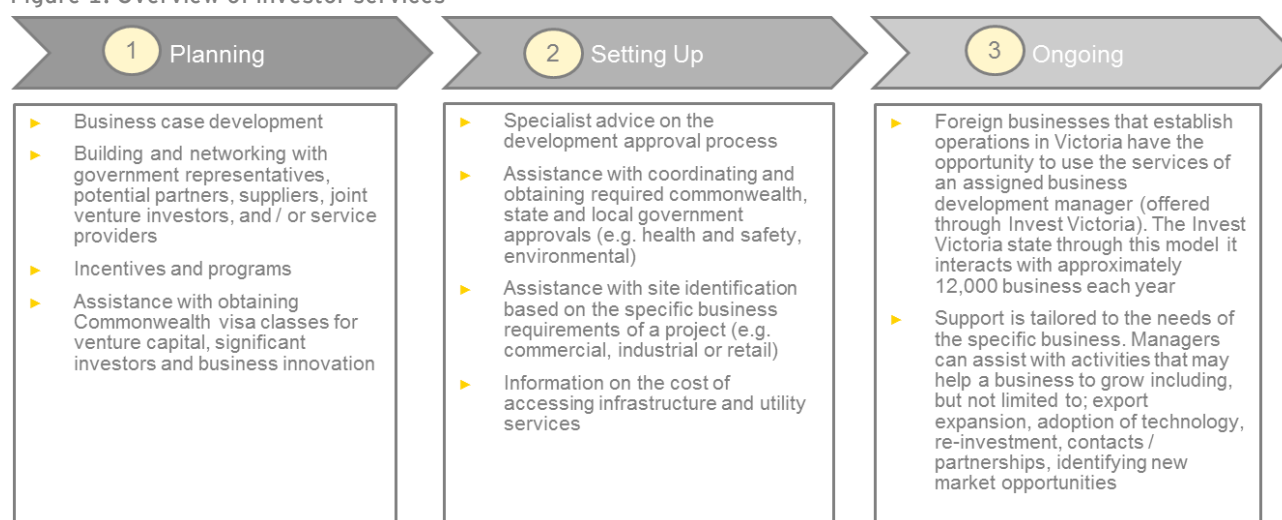 Figure 1: Overview of investor services
1 Planning
► Business case development
► Building and networking with
government representatives,
potential partners, suppliers, joint
venture investors, and / or service
providers
► Incentives and programs
► Assistance with obtaining
Commonwealth visa classes for
venture capital, significant
investors and business innovation
2 Setting Up
► Specialist advice on the
development approval process
► Assistance with coordinating and
obtaining required commonwealth,
state and local government
approvals (e.g. health and safety,
environmental)
► Assistance with site identification
based on the specific business
requirements of a project (e.g.
commercial, industrial or retail)
► Information on the cost of
accessing infrastructure and utility
services
3 Ongoing
► Foreign businesses that establish
operations in Victoria have the
opportunity to use the services of
an assigned business
development manager (offered
through Invest Victoria). The Invest
Victoria state through this model it
interacts with approximately
12,000 business each year
► Support is tailored to the needs of
the specific business. Managers
can assist with activities that may
help a business to grow including,
but not limited to; export
expansion, adoption of technology,
re-investment, contacts /
partnerships, identifying new
market opportunities